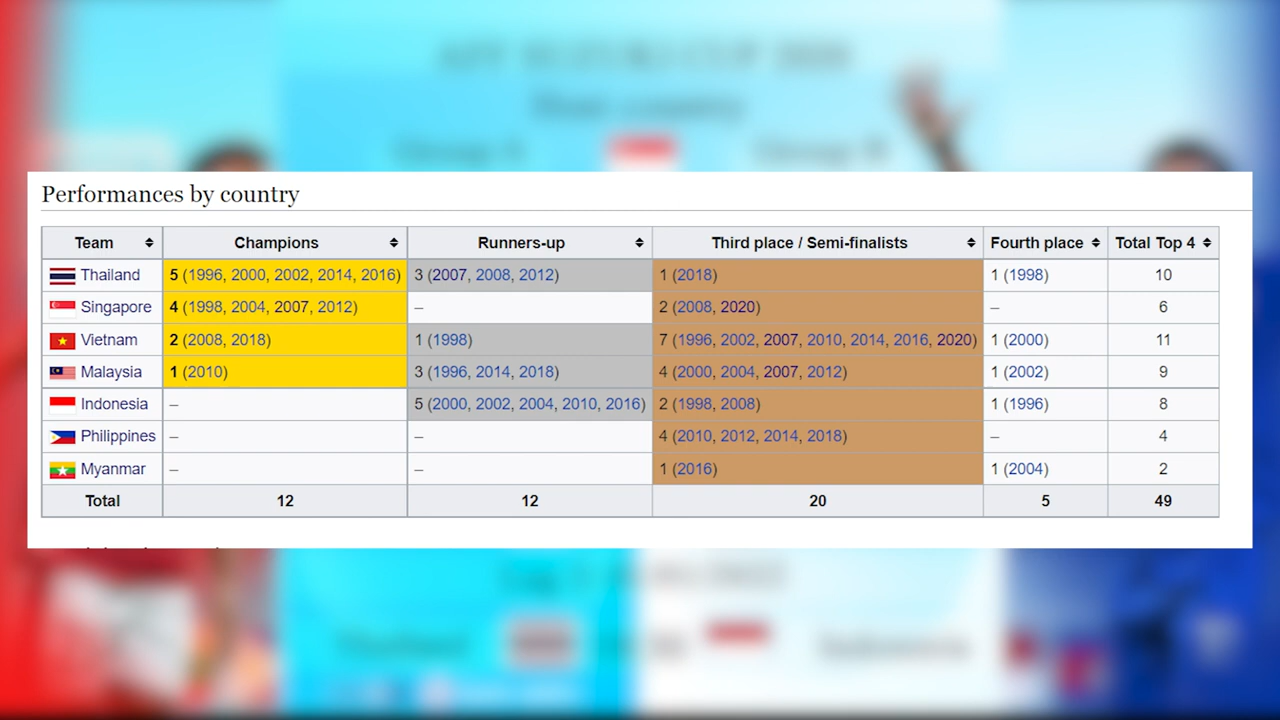 Performances by country
Team Champions Runners-up Third place / Semi-finalists Fourth place Total Top 4
Thailand 5 (1996, 2000, 2002, 2014, 2016) 3 (2007, 2008, 2012) 1 (2018) 1 (1998) 10
Singapore 4 (1998, 2004, 2007, 2012) – 2 (2008, 2020) – 6
Vietnam 2 (2008, 2018) 1 (1998) 7 (1996, 2002, 2007, 2010, 2014, 2016, 2020) 1 (2000) 11
Malaysia 1 (2010) 3 (1996, 2014, 2018) 4 (2000, 2004, 2007, 2012) 1 (2002) 9
Indonesia – 5 (2000, 2002, 2004, 2010, 2016) 2 (1998, 2008) 1 (1996) 8
Philippines – – 4 (2010, 2012, 2014, 2018) – 4
Myanmar – – 1 (2016) 1 (2004) 2
Total 12 12 20 5 49